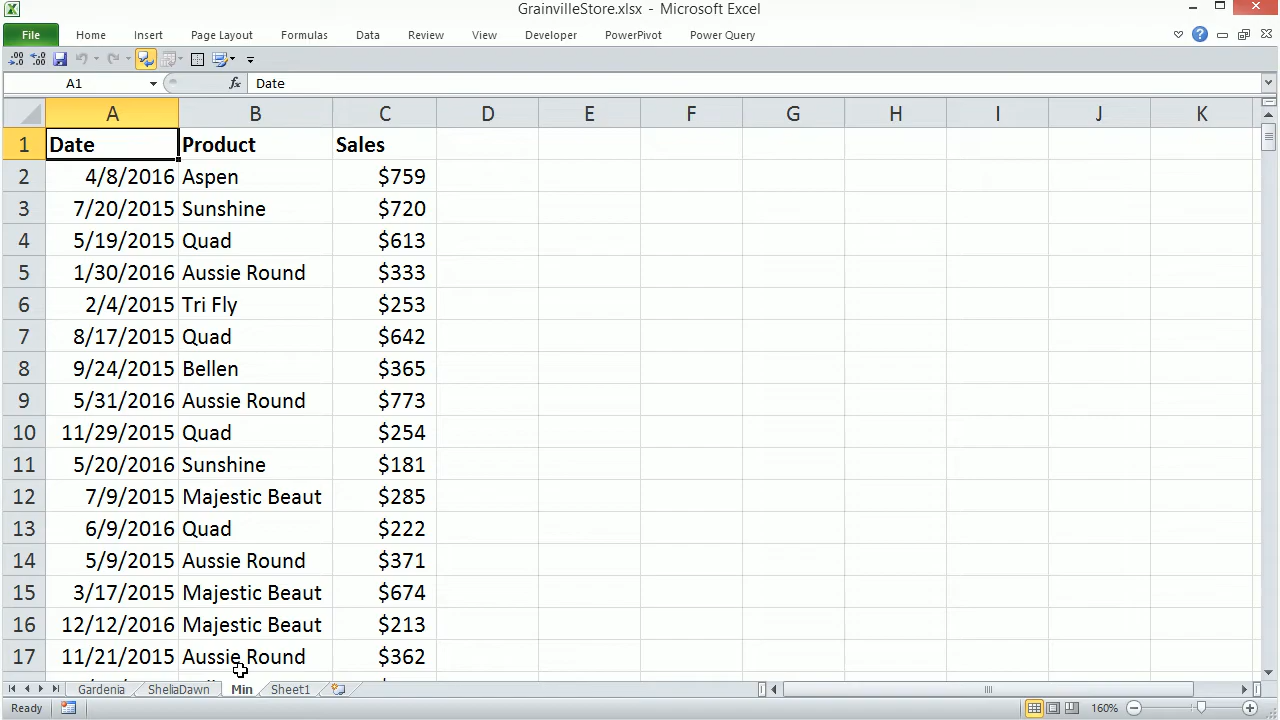 GrainvilleStore.xlsx - Microsoft Excel
File Home Insert Page Layout Formulas Data Review View Developer PowerPivot Power Query
A1 fx Date
A B C D E F G H I J K
1 Date Product Sales
2 4/8/2016 Aspen $759
3 7/20/2015 Sunshine $720
4 5/19/2015 Quad $613
5 1/30/2016 Aussie Round $333
6 2/4/2015 Tri Fly $253
7 8/17/2015 Quad $642
8 9/24/2015 Bellen $365
9 5/31/2016 Aussie Round $773
10 11/29/2015 Quad $254
11 5/20/2016 Sunshine $181
12 7/9/2015 Majestic Beaut $285
13 6/9/2016 Quad $222
14 5/9/2015 Aussie Round $371
15 3/17/2015 Majestic Beaut $674
16 12/12/2016 Majestic Beaut $213
17 11/21/2015 Aussie Round $362
Gardenia SheliaDawn Min Sheet1
Ready 160%